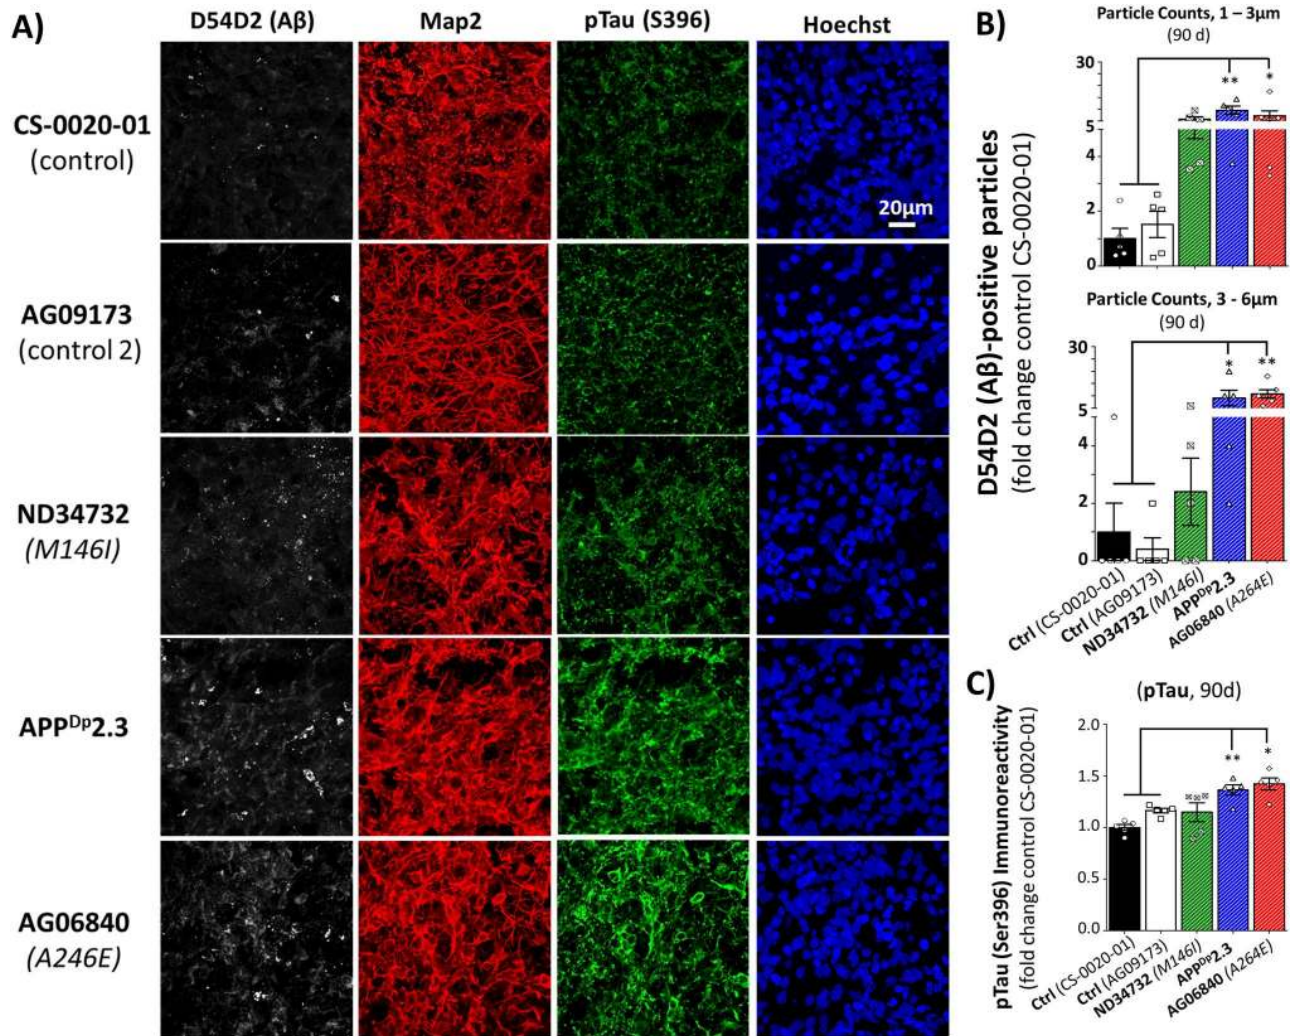 A)
D54D2 (Aβ)
Map2
pTau (S396)
Hoechst
CS-0020-01
(control)
20μm
AG09173
(control 2)
ND34732
(M146I)
APPDp2.3
AG06840
(A246E)
B)
Particle Counts, 1 – 3μm
(90 d)
D54D2 (Aβ)-positive particles
(fold change control CS-0020-01)
30
5
4
2
0
**
*
Particle Counts, 3 - 6μm
(90 d)
30
5
4
2
0
*
**
Ctrl (CS-0020-01)
Ctrl (AG09173)
ND34732 (M146I)
APPDp2.3
AG06840 (A264E)
C)
(pTau, 90d)
pTau (Ser396) Immunoreactivity
(fold change control CS-0020-01)
2.0
1.5
1.0
0.5
0.0
**
*
Ctrl (CS-0020-01)
Ctrl (AG09173)
ND34732 (M146I)
APPDp2.3
AG06840 (A264E)